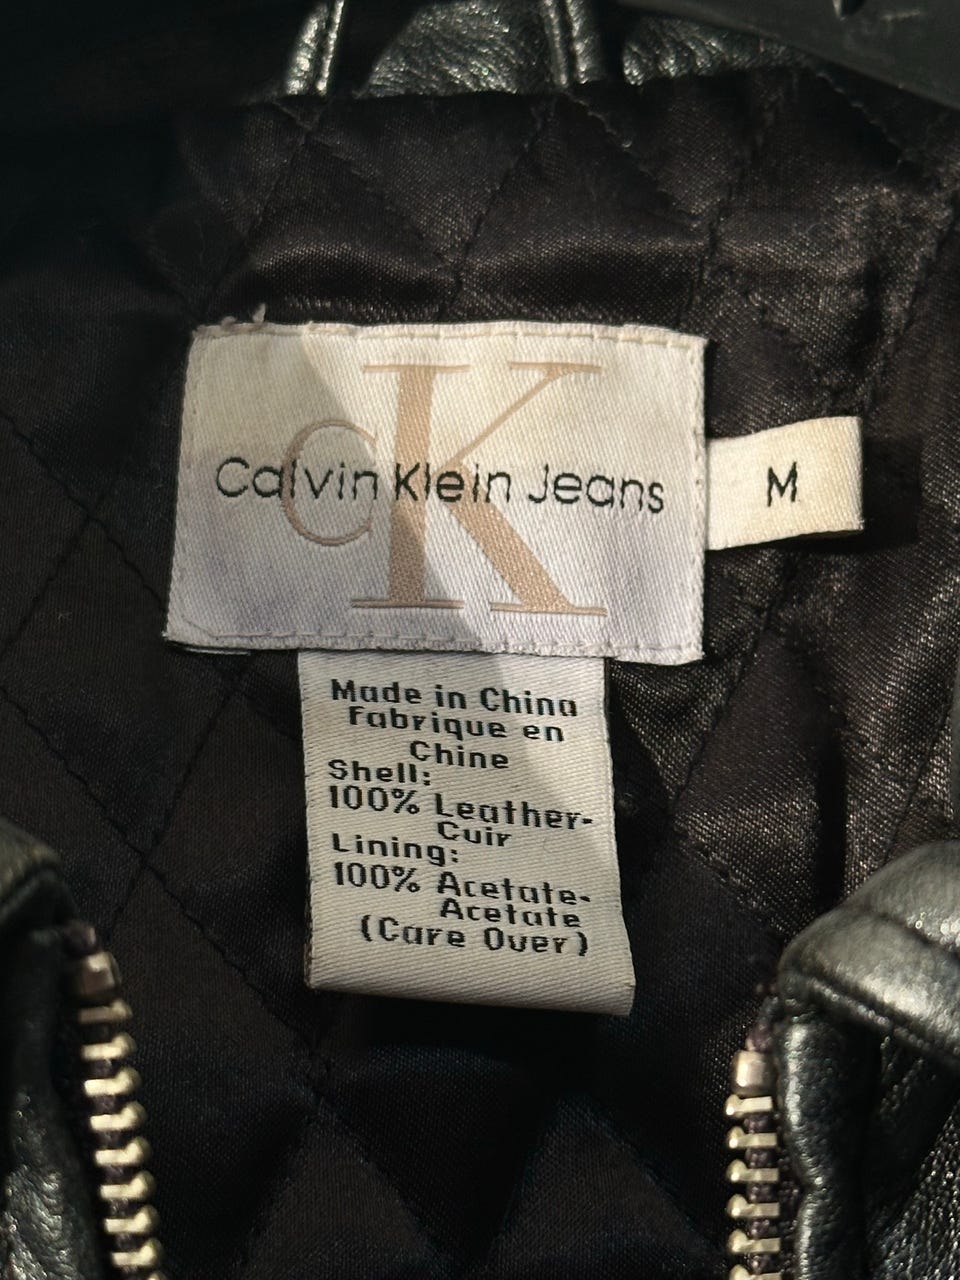 CK
Calvin Klein Jeans
M
Made in China
Fabrique en
Chine
Shell:
100% Leather-
Cuir
Lining:
100% Acetate-
Acetate
(Care Over)